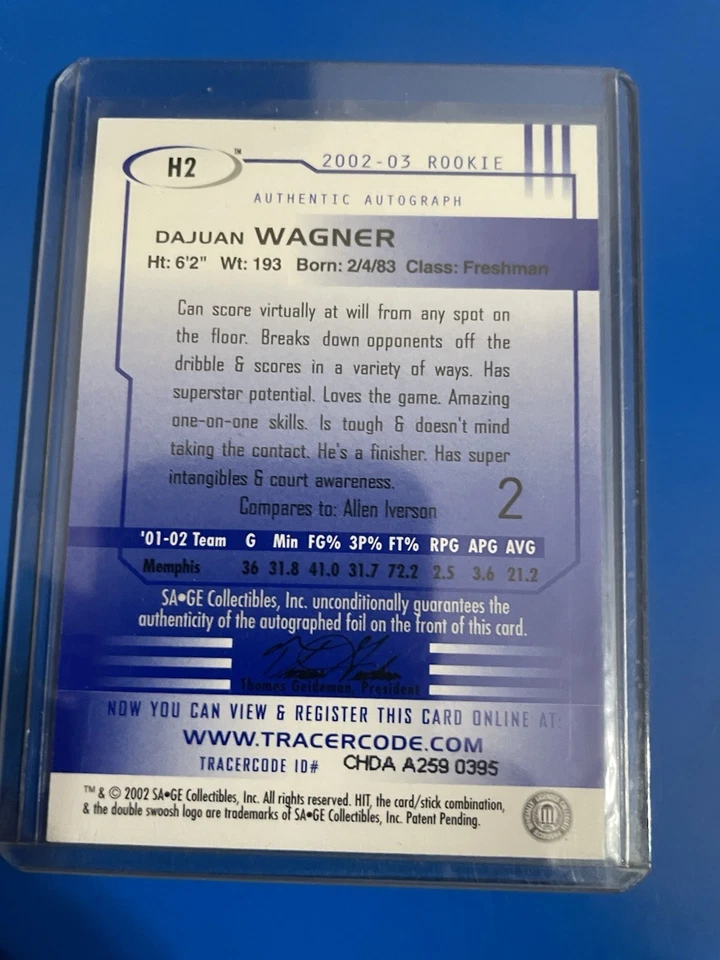 H2 ™
2002-03 ROOKIE
AUTHENTIC AUTOGRAPH
DAJUAN WAGNER
Ht: 6'2" Wt: 193 Born: 2/4/83 Class: Freshman
Can score virtually at will from any spot on
the floor. Breaks down opponents off the
dribble & scores in a variety of ways. Has
superstar potential. Loves the game. Amazing
one-on-one skills. Is tough & doesn't mind
taking the contact. He's a finisher. Has super
intangibles & court awareness.
Compares to: Allen Iverson
2
'01-02 Team G Min FG% 3P% FT% RPG APG AVG
Memphis 36 31.8 41.0 31.7 72.2 2.5 3.6 21.2
SA•GE Collectibles, Inc. unconditionally guarantees the
authenticity of the autographed foil on the front of this card.
Thomas Geideman, President
NOW YOU CAN VIEW & REGISTER THIS CARD ONLINE AT:
WWW.TRACERCODE.COM
TRACERCODE ID# CHDA A259 0395
™ & © 2002 SA•GE Collectibles, Inc. All rights reserved. HIT, the card/stick combination,
& the double swoosh logo are trademarks of SA•GE Collectibles, Inc. Patent Pending.